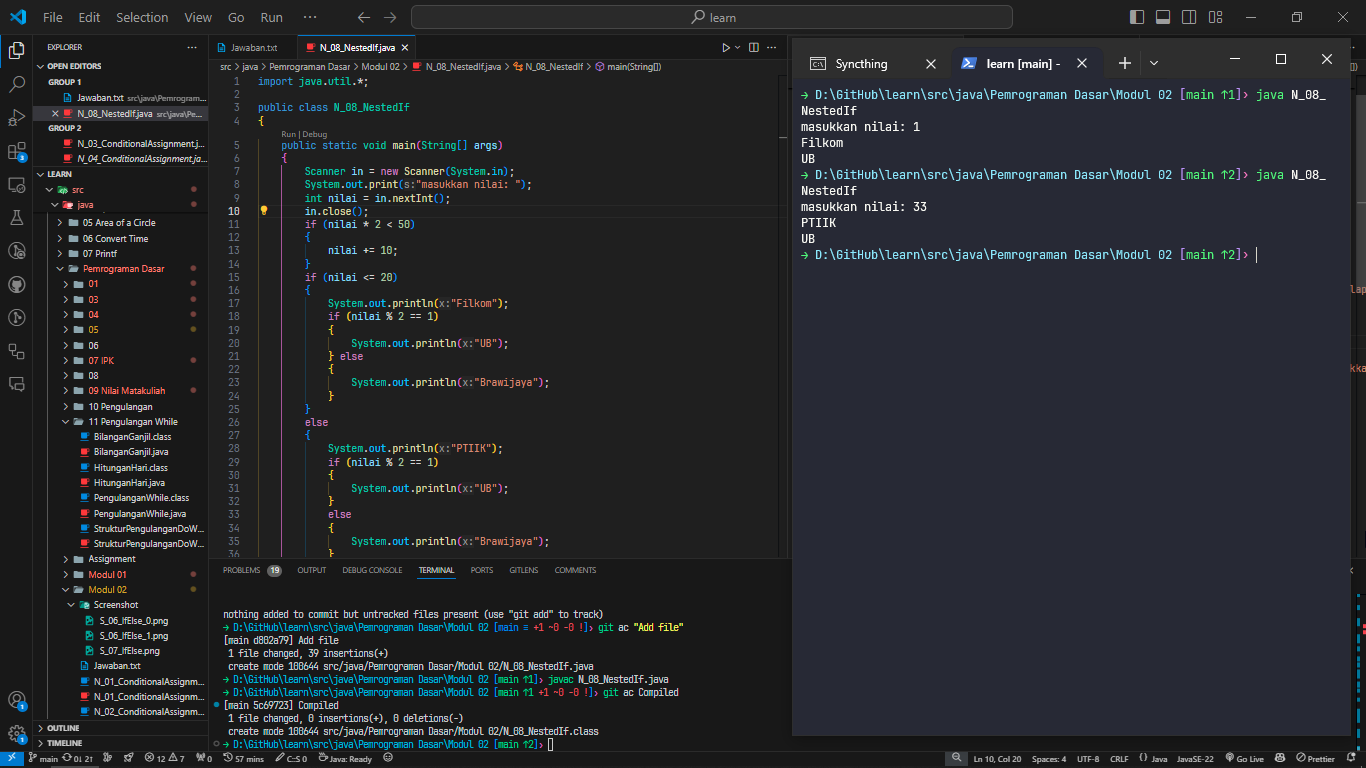 File Edit Selection View Go Run ··· learn
EXPLORER
OPEN EDITORS
GROUP 1
Jawaban.txt src\java\Pemrogram...
N_08_NestedIf.java src\java\Pe...
GROUP 2
N_03_ConditionalAssignment.j...
N_04_ConditionalAssignment.ja...
LEARN
src
java
05 Area of a Circle
06 Convert Time
07 Printf
Pemrograman Dasar
01
03
04
05
06
07 IPK
08
09 Nilai Matakuliah
10 Pengulangan
11 Pengulangan While
BilanganGanjil.class
BilanganGanjil.java
HitunganHari.class
HitunganHari.java
PengulanganWhile.class
PengulanganWhile.java
StrukturPengulanganDoW...
StrukturPengulanganDoW...
Assignment
Modul 01
Modul 02
Screenshot
S_06_IfElse_0.png
S_06_IfElse_1.png
S_07_IfElse.png
Jawaban.txt
N_01_ConditionalAssignm...
N_01_ConditionalAssignm...
N_02_ConditionalAssignm...
OUTLINE
TIMELINE
Jawaban.txt N_08_NestedIf.java
src > java > Pemrograman Dasar > Modul 02 > N_08_NestedIf.java > N_08_NestedIf > main(String[])
1 import java.util.*;
2
3 public class N_08_NestedIf
4 {
Run | Debug
5 public static void main(String[] args)
6 {
7 Scanner in = new Scanner(System.in);
8 System.out.print(s:"masukkan nilai: ");
9 int nilai = in.nextInt();
10 in.close();
11 if (nilai * 2 < 50)
12 {
13 nilai += 10;
14 }
15 if (nilai <= 20)
16 {
17 System.out.println(x:"Filkom");
18 if (nilai % 2 == 1)
19 {
20 System.out.println(x:"UB");
21 } else
22 {
23 System.out.println(x:"Brawijaya");
24 }
25 }
26 else
27 {
28 System.out.println(x:"PTIIK");
29 if (nilai % 2 == 1)
30 {
31 System.out.println(x:"UB");
32 }
33 else
34 {
35 System.out.println(x:"Brawijaya");
36 }
PROBLEMS 19 OUTPUT DEBUG CONSOLE TERMINAL PORTS GITLENS COMMENTS
nothing added to commit but untracked files present (use "git add" to track)
→ D:\GitHub\learn\src\java\Pemrograman Dasar\Modul 02 [main ≡ +1 ~0 -0 !]› git ac "Add file"
[main d802a79] Add file
1 file changed, 39 insertions(+)
create mode 100644 src/java/Pemrograman Dasar/Modul 02/N_08_NestedIf.java
→ D:\GitHub\learn\src\java\Pemrograman Dasar\Modul 02 [main ↑1]› javac N_08_NestedIf.java
→ D:\GitHub\learn\src\java\Pemrograman Dasar\Modul 02 [main ↑1 +1 ~0 -0 !]› git ac Compiled
[main 5c69723] Compiled
1 file changed, 0 insertions(+), 0 deletions(-)
create mode 100644 src/java/Pemrograman Dasar/Modul 02/N_08_NestedIf.class
→ D:\GitHub\learn\src\java\Pemrograman Dasar\Modul 02 [main ↑2]›
Syncthing learn [main] -
→ D:\GitHub\learn\src\java\Pemrograman Dasar\Modul 02 [main ↑1]› java N_08_
NestedIf
masukkan nilai: 1
Filkom
UB
→ D:\GitHub\learn\src\java\Pemrograman Dasar\Modul 02 [main ↑2]› java N_08_
NestedIf
masukkan nilai: 33
PTIIK
UB
→ D:\GitHub\learn\src\java\Pemrograman Dasar\Modul 02 [main ↑2]›
main 0↓ 2↑ 12 7 0 57 mins C:S 0 Java: Ready Ln 10, Col 20 Spaces: 4 UTF-8 CRLF {} Java JavaSE-22 Go Live Prettier